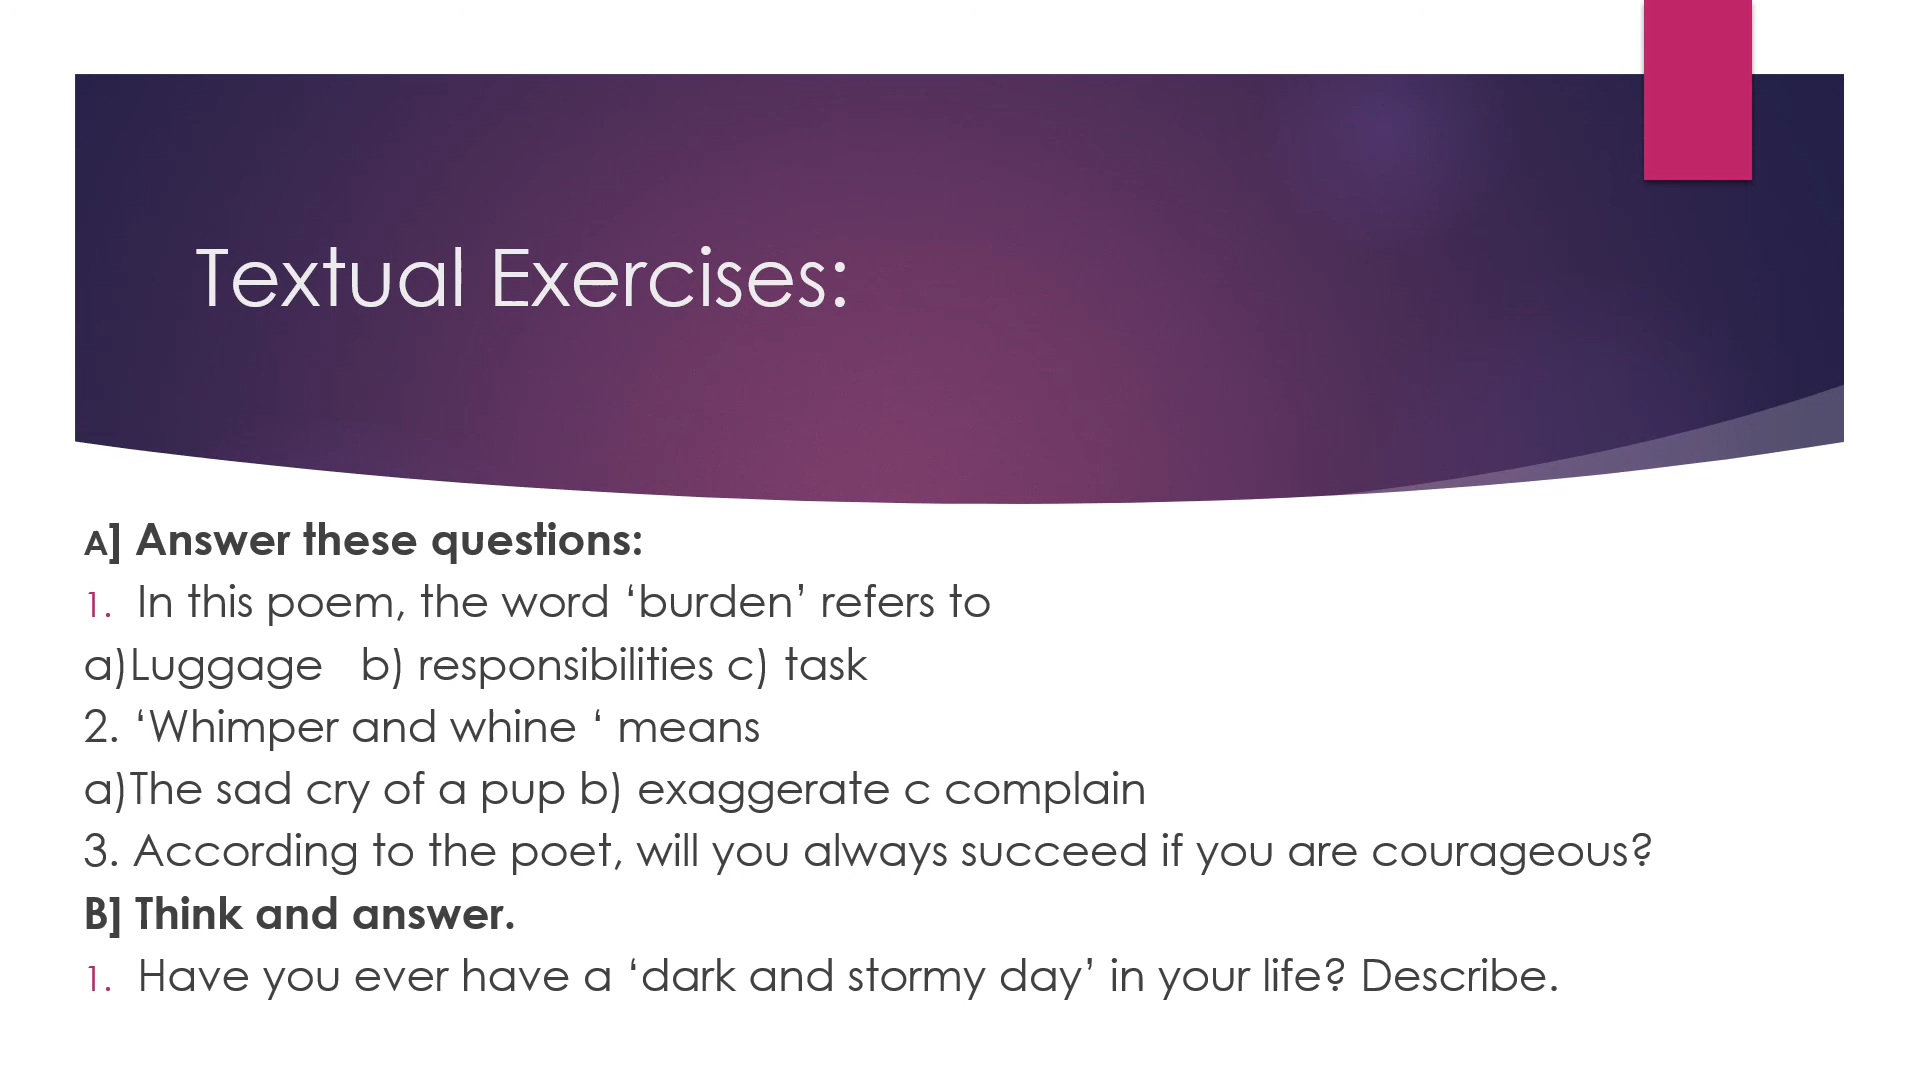 Textual Exercises:
A] Answer these questions:
1. In this poem, the word ‘burden’ refers to
a)Luggage b) responsibilities c) task
2. ‘Whimper and whine ‘ means
a)The sad cry of a pup b) exaggerate c complain
3. According to the poet, will you always succeed if you are courageous?
B] Think and answer.
1. Have you ever have a ‘dark and stormy day’ in your life? Describe.